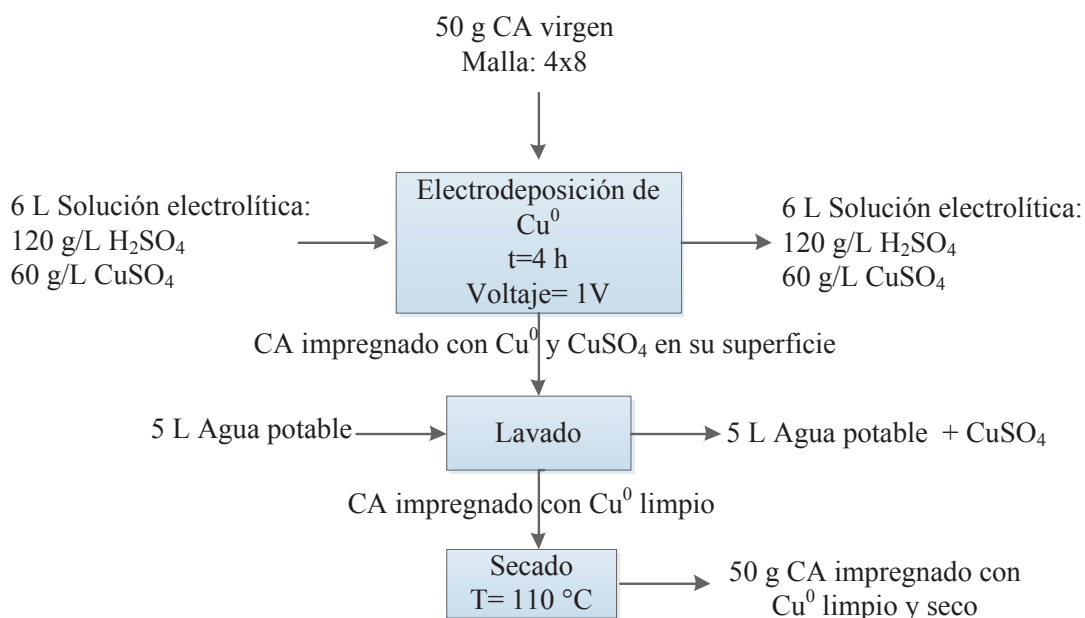 50 g CA virgen
Malla: 4x8
6 L Solución electrolítica:
120 g/L H₂SO₄
60 g/L CuSO₄
Electrodeposición de
Cu⁰
t=4 h
Voltaje= 1V
6 L Solución electrolítica:
120 g/L H₂SO₄
60 g/L CuSO₄
CA impregnado con Cu⁰ y CuSO₄ en su superficie
5 L Agua potable
Lavado
5 L Agua potable + CuSO₄
CA impregnado con Cu⁰ limpio
Secado
T= 110 °C
50 g CA impregnado con
Cu⁰ limpio y seco